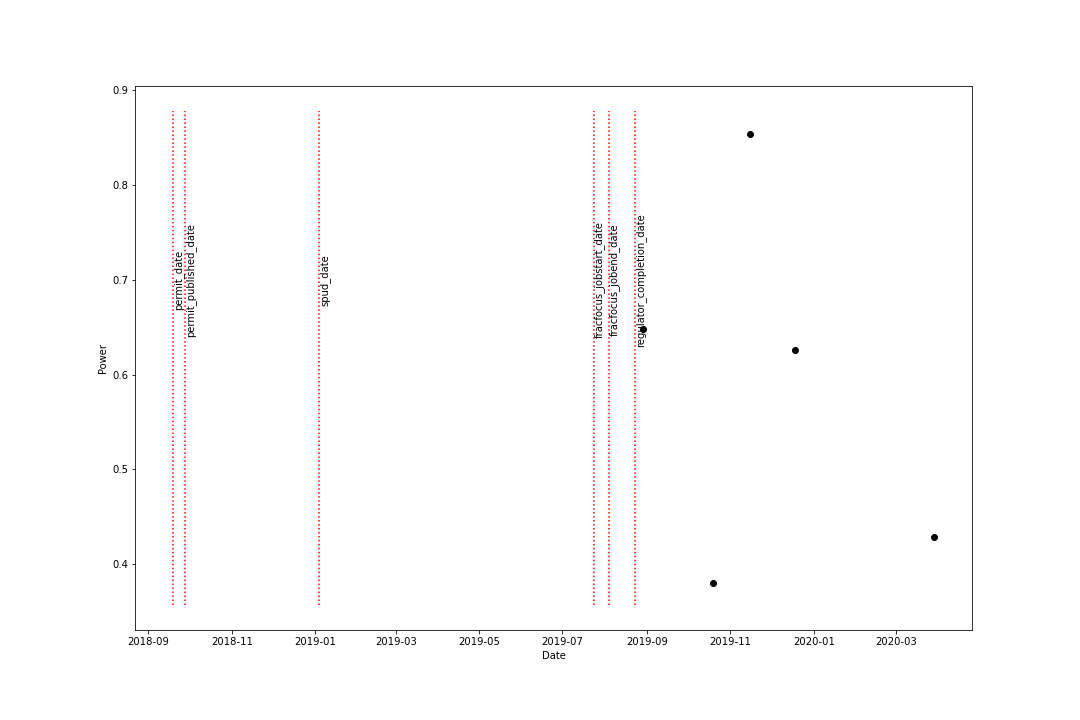 0.9
0.8
0.7
0.6
0.5
0.4
Power
permit_date
permit_published_date
spud_date
fracfocus_jobstart_date
fracfocus_jobend_date
regulator_completion_date
2018-09
2018-11
2019-01
2019-03
2019-05
2019-07
2019-09
2019-11
2020-01
2020-03
Date